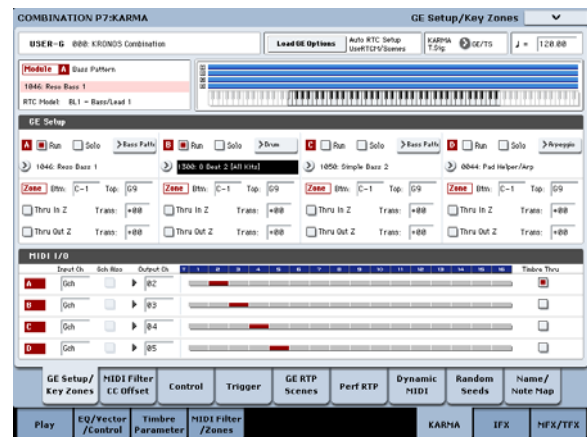 COMBINATION P7:KARMA GE Setup/Key Zones
USER-G 000: KRONOS Combination Load GE Options Auto RTC Setup UserRTCM/Scenes KARMA T.Sig: GE/TS ♩ = 120.00
Module A Bass Pattern
1046: Reso Bass 1
RTC Model: BL1 - Bass/Lead 1
GE Setup
A Run Solo >Bass Patte B Run Solo >Drum C Run Solo >Bass Patte D Run Solo >Arpeggio
1046: Reso Bass 1 1300: 8 Beat 2 [All Kits] 1050: Simple Bass 2 0044: Pad Helper/Arp
Zone Btm: C-1 Top: G9 Zone Btm: C-1 Top: G9 Zone Btm: C-1 Top: G9 Zone Btm: C-1 Top: G9
Thru In Z Trans: +00 Thru In Z Trans: +00 Thru In Z Trans: +00 Thru In Z Trans: +00
Thru Out Z Trans: +00 Thru Out Z Trans: +00 Thru Out Z Trans: +00 Thru Out Z Trans: +00
MIDI I/O
Input Ch Gch Also Output Ch T 1 2 3 4 5 6 7 8 9 10 11 12 13 14 15 16 Timbre Thru
A Gch 02
B Gch 03
C Gch 04
D Gch 05
GE Setup/ Key Zones MIDI Filter CC Offset Control Trigger GE RTP Scenes Perf RTP Dynamic MIDI Random Seeds Name/ Note Map
Play EQ/Vector /Control Timbre Parameter MIDI Filter /Zones KARMA IFX MFX/TFX